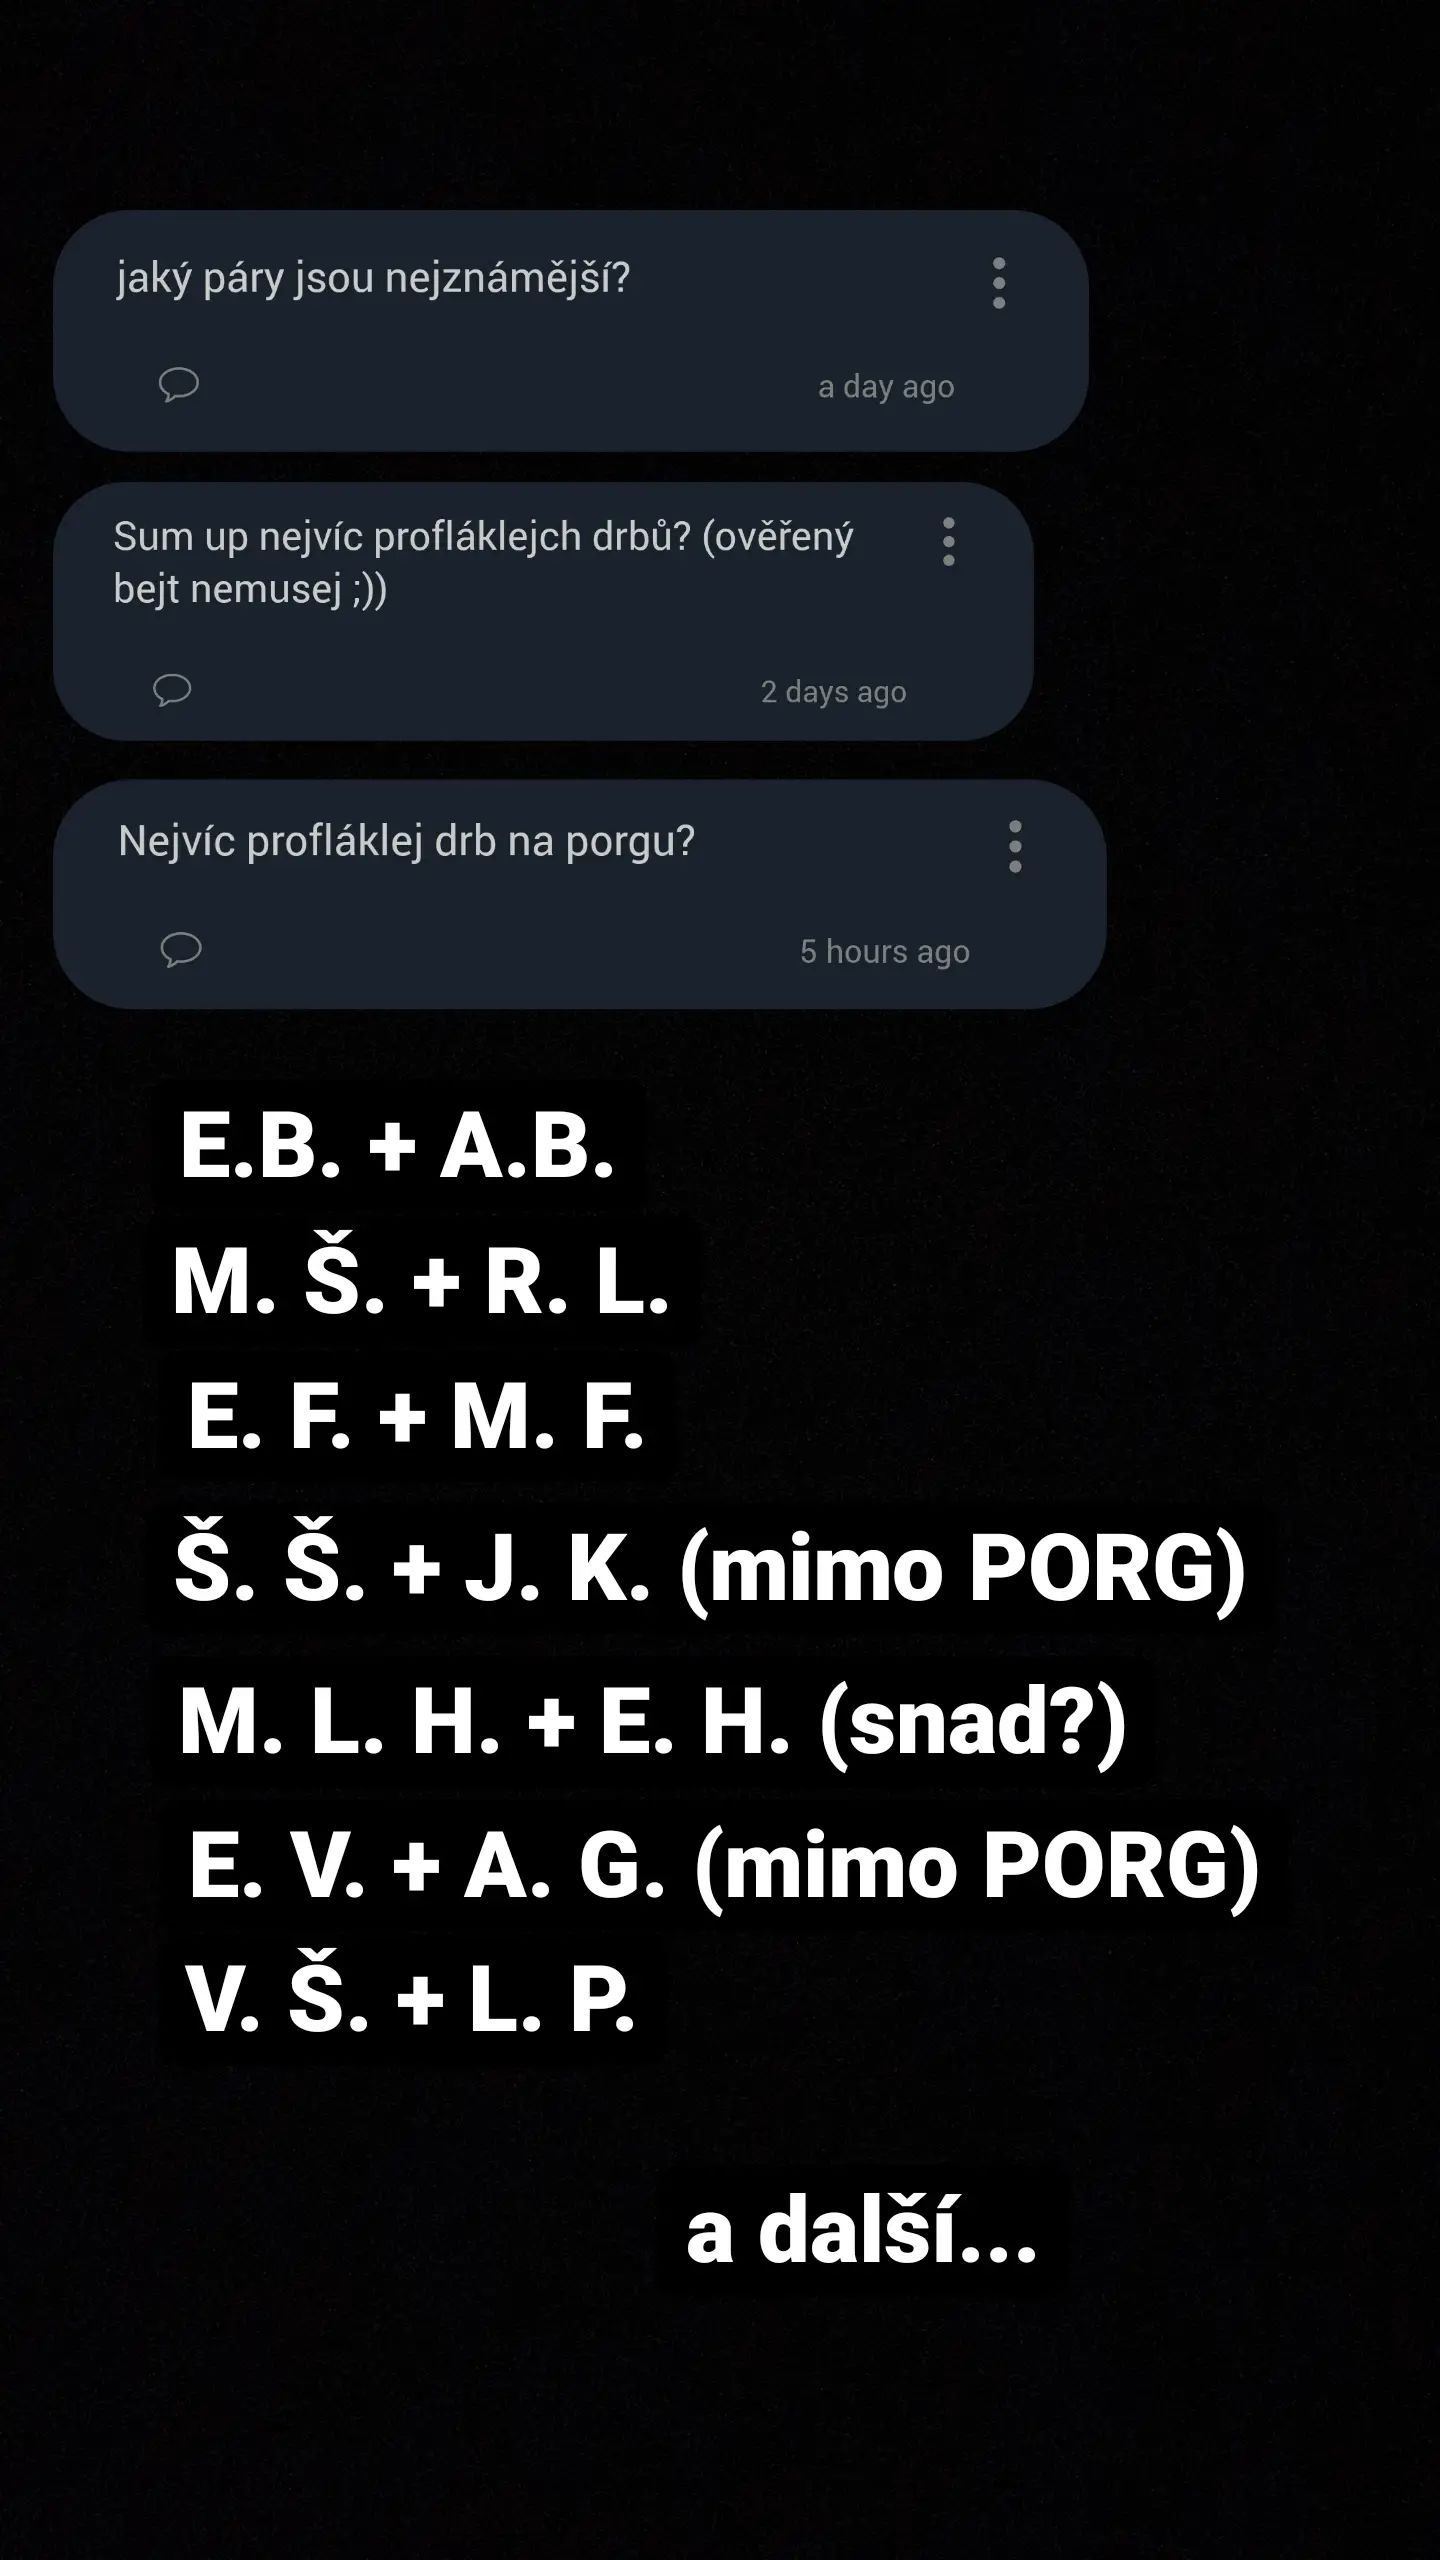 jaký páry jsou nejznámější?
a day ago
Sum up nejvíc profláklejch drbů? (ověřený
bejt nemusej ;))
2 days ago
Nejvíc profláklej drb na porgu?
5 hours ago
E.B. + A.B.
M. Š. + R. L.
E. F. + M. F.
Š. Š. + J. K. (mimo PORG)
M. L. H. + E. H. (snad?)
E. V. + A. G. (mimo PORG)
V. Š. + L. P.
a další...